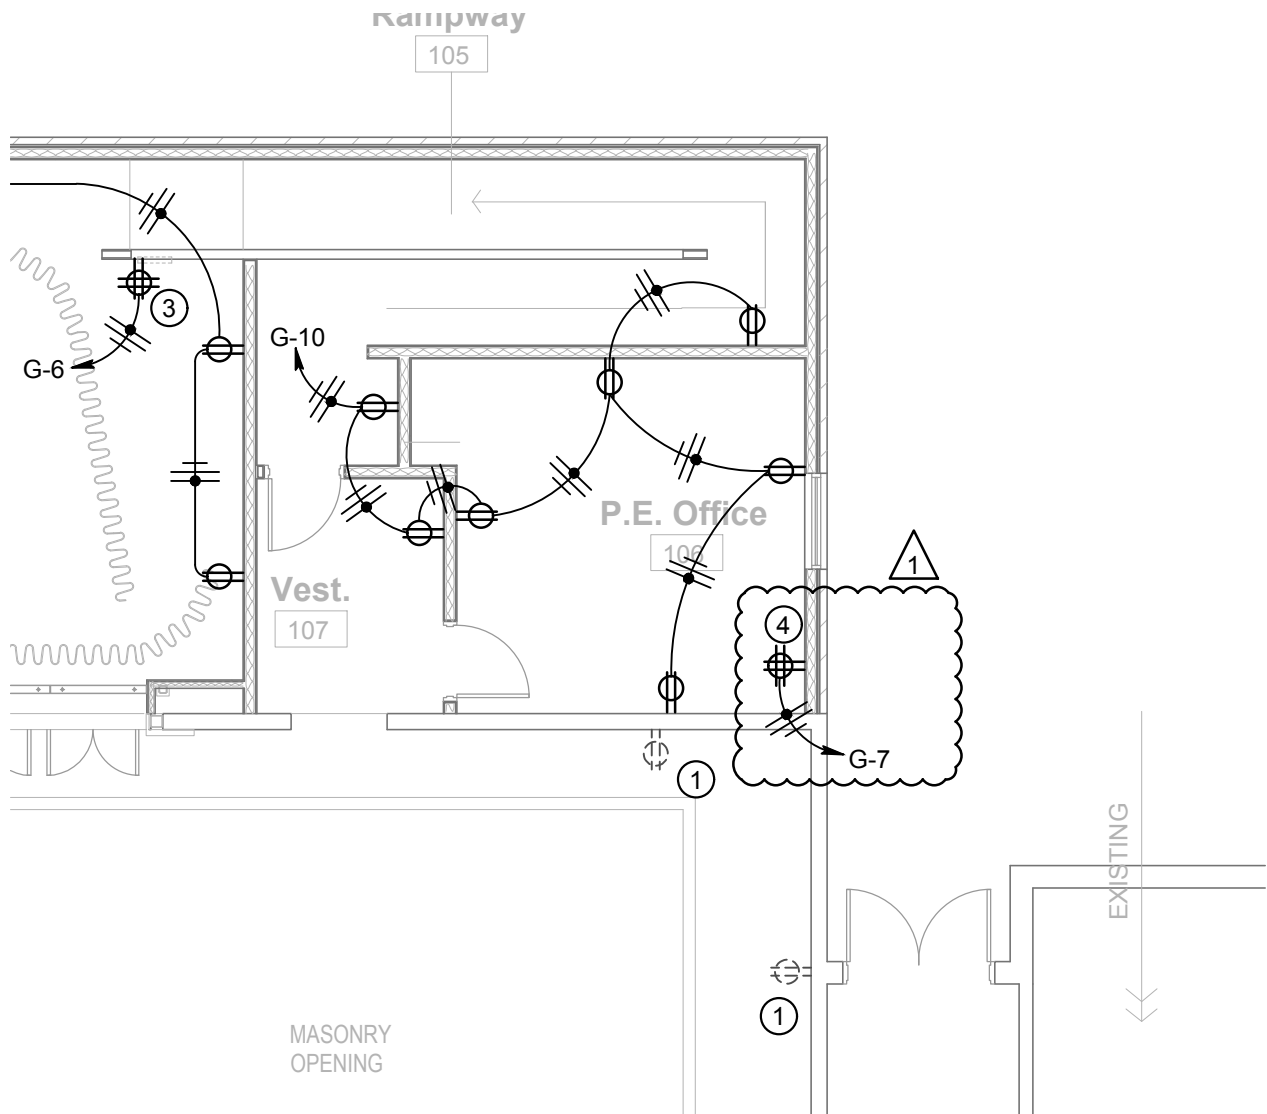 Rampway
105
3
G-10
G-6
P.E. Office
106
1
Vest.
107
4
G-7
1
EXISTING
1
MASONRY
OPENING